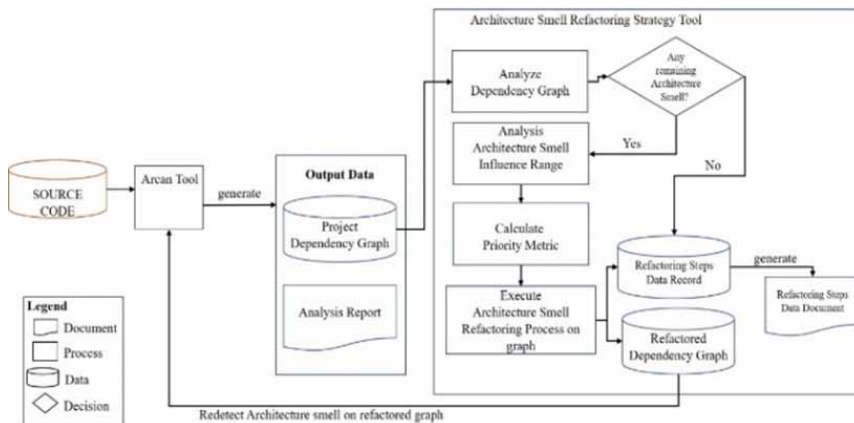 Architecture Smell Refactoring Strategy Tool
Analyze
Dependency Graph
Any
remaining
Architecture
Smell?
Yes
No
Analysis
Architecture Smell
Influence Range
Calculate
Priority Metric
Execute
Architecture Smell
Refactoring Process on
graph
Refactoring Steps
Data Record
generate
Refactoring Steps
Data Document
Refactored
Dependency Graph
SOURCE
CODE
Arcan Tool
generate
Output Data
Project
Dependency Graph
Analysis Report
Legend
Document
Process
Data
Decision
Redetect Architecture smell on refactored graph